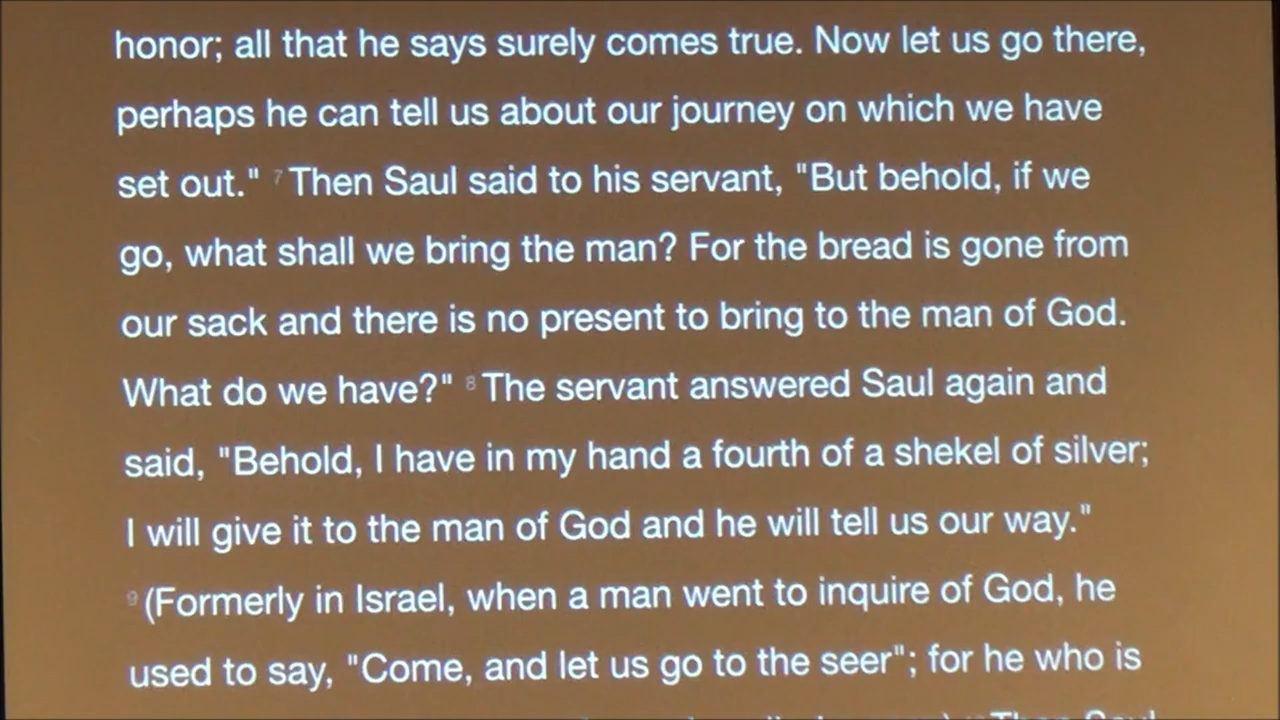 honor; all that he says surely comes true. Now let us go there,
perhaps he can tell us about our journey on which we have
set out." 7 Then Saul said to his servant, "But behold, if we
go, what shall we bring the man? For the bread is gone from
our sack and there is no present to bring to the man of God.
What do we have?" 8 The servant answered Saul again and
said, "Behold, I have in my hand a fourth of a shekel of silver;
I will give it to the man of God and he will tell us our way."
9 (Formerly in Israel, when a man went to inquire of God, he
used to say, "Come, and let us go to the seer"; for he who is
Then Saul